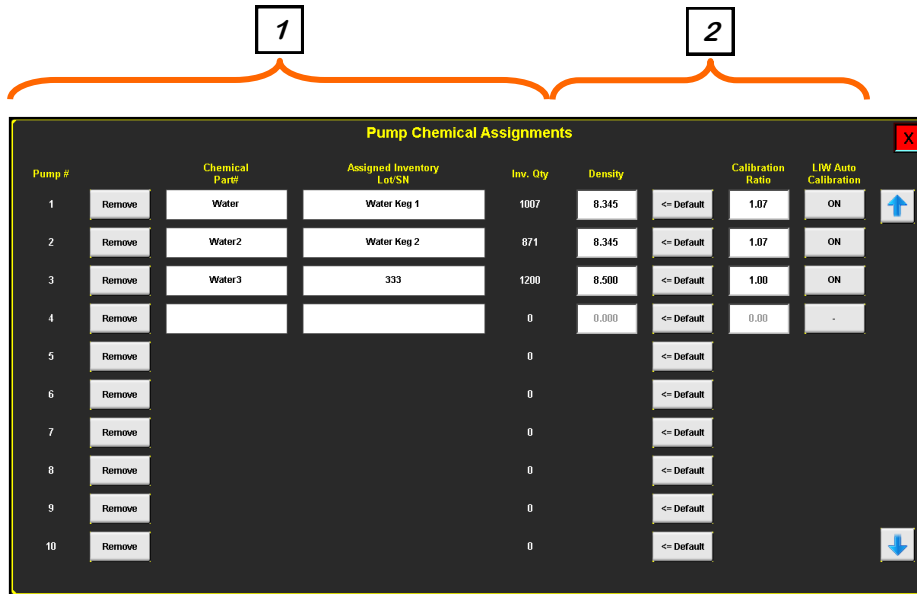 1 2
Pump Chemical Assignments
X
Pump # Chemical Part# Assigned Inventory Lot/SN Inv. Qty Density Calibration Ratio LIW Auto Calibration
1 Remove Water Water Keg 1 1007 8.345 <= Default 1.07 ON
2 Remove Water2 Water Keg 2 871 8.345 <= Default 1.07 ON
3 Remove Water3 333 1200 8.500 <= Default 1.00 ON
4 Remove 0 0.000 <= Default 0.00 -
5 Remove 0 <= Default
6 Remove 0 <= Default
7 Remove 0 <= Default
8 Remove 0 <= Default
9 Remove 0 <= Default
10 Remove 0 <= Default